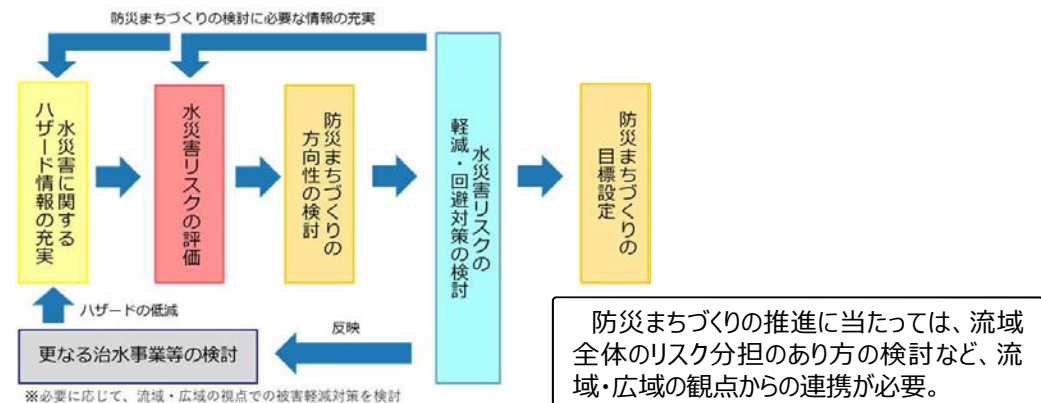 防災まちづくりの検討に必要な情報の充実
水災害に関する
ハザード情報の充実
水災害リスクの評価
防災まちづくりの
方向性の検討
水災害リスクの
軽減・回避対策の検討
防災まちづくりの
目標設定
ハザードの低減
反映
更なる治水事業等の検討
※必要に応じて、流域・広域の視点での被害軽減対策を検討
防災まちづくりの推進に当たっては、流域
全体のリスク分担のあり方の検討など、流
域・広域の観点からの連携が必要。